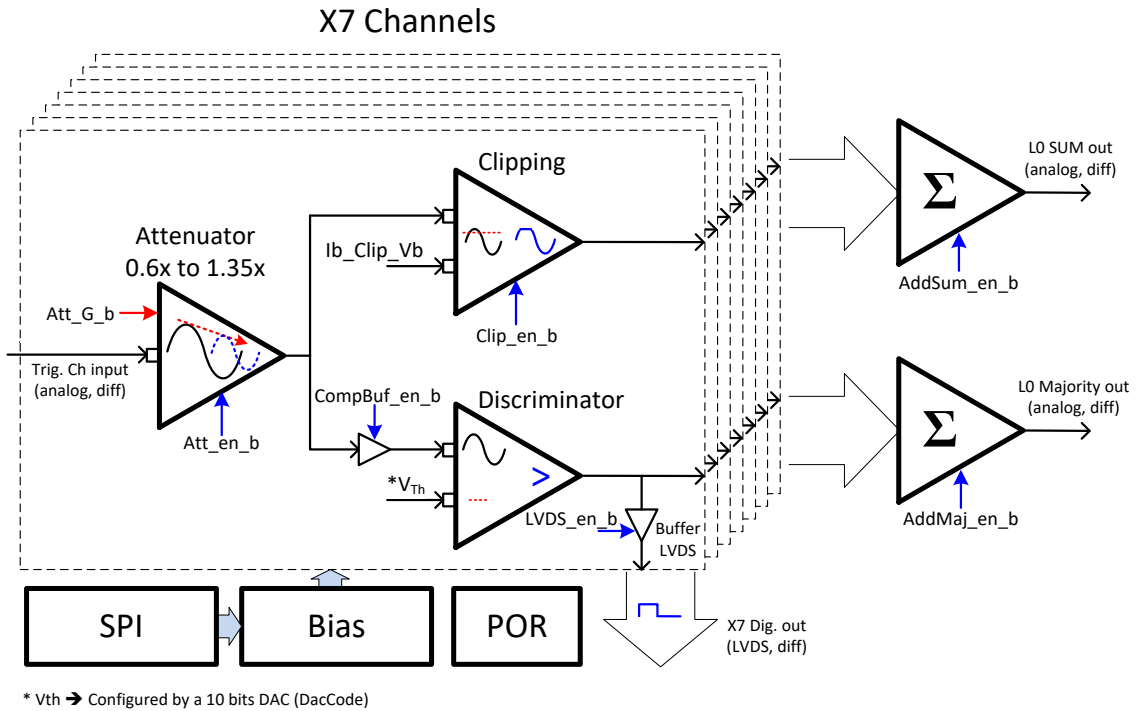 X7 Channels
Clipping
L0 SUM out
(analog, diff)
Σ
Attenuator
0.6x to 1.35x
Ib_Clip_Vb
AddSum_en_b
Att_G_b
Clip_en_b
Trig. Ch input
(analog, diff)
CompBuf_en_b
Discriminator
L0 Majority out
(analog, diff)
Σ
Att_en_b
*VTh
>
LVDS_en_b
Buffer
LVDS
AddMaj_en_b
SPI
Bias
POR
X7 Dig. out
(LVDS, diff)
* Vth → Configured by a 10 bits DAC (DacCode)